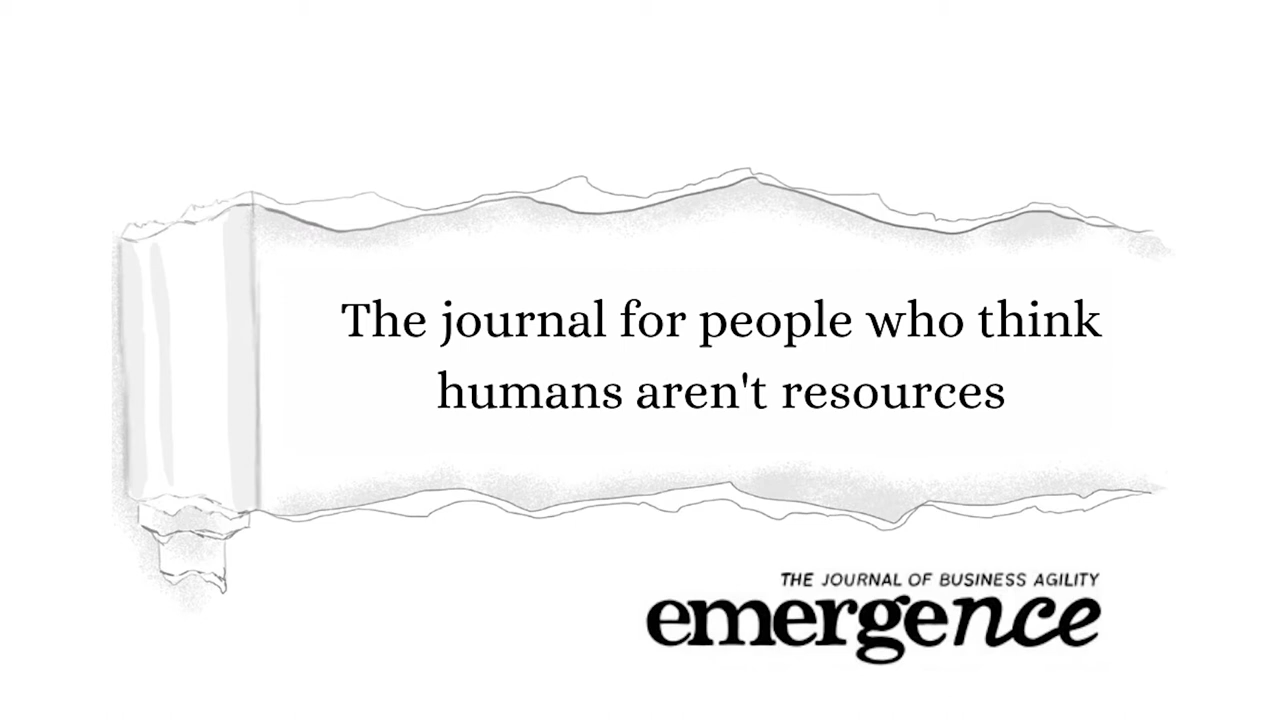 The journal for people who think
humans aren't resources
THE JOURNAL OF BUSINESS AGILITY
emergence